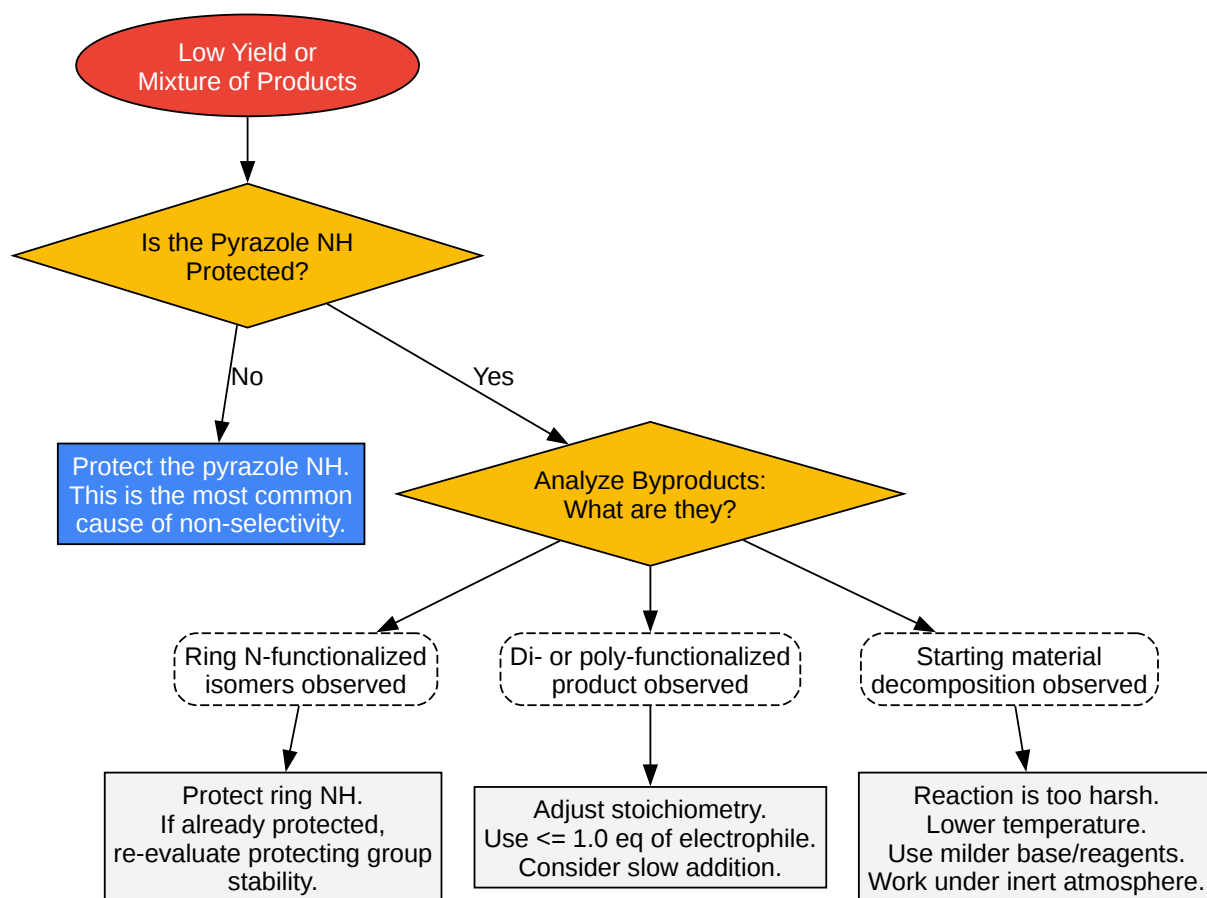 Low Yield or
Mixture of Products
Is the Pyrazole NH
Protected?
No
Yes
Protect the pyrazole NH.
This is the most common
cause of non-selectivity.
Analyze Byproducts:
What are they?
Ring N-functionalized
isomers observed
Di- or poly-functionalized
product observed
Starting material
decomposition observed
Protect ring NH.
If already protected,
re-evaluate protecting group
stability.
Adjust stoichiometry.
Use <= 1.0 eq of electrophile.
Consider slow addition.
Reaction is too harsh.
Lower temperature.
Use milder base/reagents.
Work under inert atmosphere.